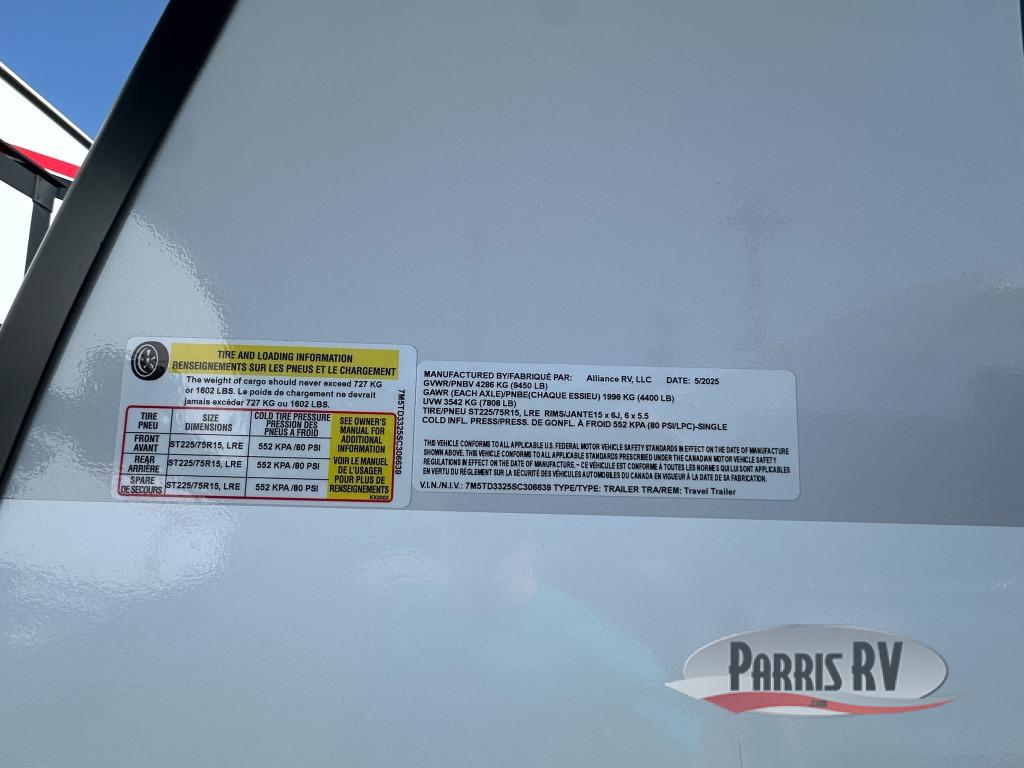 TIRE AND LOADING INFORMATION
RENSEIGNEMENTS SUR LES PNEUS ET LE CHARGEMENT
The weight of cargo should never exceed 727 KG
or 1602 LBS. Le poids de chargement ne devrait
jamais excéder 727 KG ou 1602 LBS.
TIRE PNEU SIZE DIMENSIONS COLD TIRE PRESSURE PRESSION DES PNEUS A FROID
FRONT AVANT ST225/75R15, LRE 552 KPA /80 PSI
REAR ARRIÈRE ST225/75R15, LRE 552 KPA /80 PSI
SPARE DE SECOURS ST225/75R15, LRE 552 KPA /80 PSI
SEE OWNER'S
MANUAL FOR
ADDITIONAL
INFORMATION
VOIR LE MANUEL
DE L'USAGER
POUR PLUS DE
RENSEIGNEMENTS
KX2002
7M5TD3325SC306639
MANUFACTURED BY/FABRIQUÉ PAR: Alliance RV, LLC DATE: 5/2025
GVWR/PNBV 4286 KG (9450 LB)
GAWR (EACH AXLE)/PNBE(CHAQUE ESSIEU) 1996 KG (4400 LB)
UVW 3542 KG (7808 LB)
TIRE/PNEU ST225/75R15, LRE RIMS/JANTE15 x 6J, 6 x 5.5
COLD INFL. PRESS/PRESS. DE GONFL. À FROID 552 KPA (80 PSI/LPC)-SINGLE
THIS VEHICLE CONFORMS TO ALL APPLICABLE U.S. FEDERAL MOTOR VEHICLE SAFETY STANDARDS IN EFFECT ON THE DATE OF MANUFACTURE
SHOWN ABOVE. THIS VEHICLE CONFORMS TO ALL APPLICABLE STANDARDS PRESCRIBED UNDER THE CANADIAN MOTOR VEHICLE SAFETY
REGULATIONS IN EFFECT ON THE DATE OF MANUFACTURE. • CE VÉHICULE EST CONFORME À TOUTES LES NORMES QUI LUI SONT APPLICABLES
EN VERTU DU RÉGLEMENT SUR LA SÉCURITÉ DES VÉHICULES AUTOMOBILES DU CANADA EN VIGUEUR À LA DATE DE SA FABRICATION.
V.I.N./N.I.V.: 7M5TD3325SC306639 TYPE/TYPE: TRAILER TRA/REM: Travel Trailer
PARRIS RV
.com